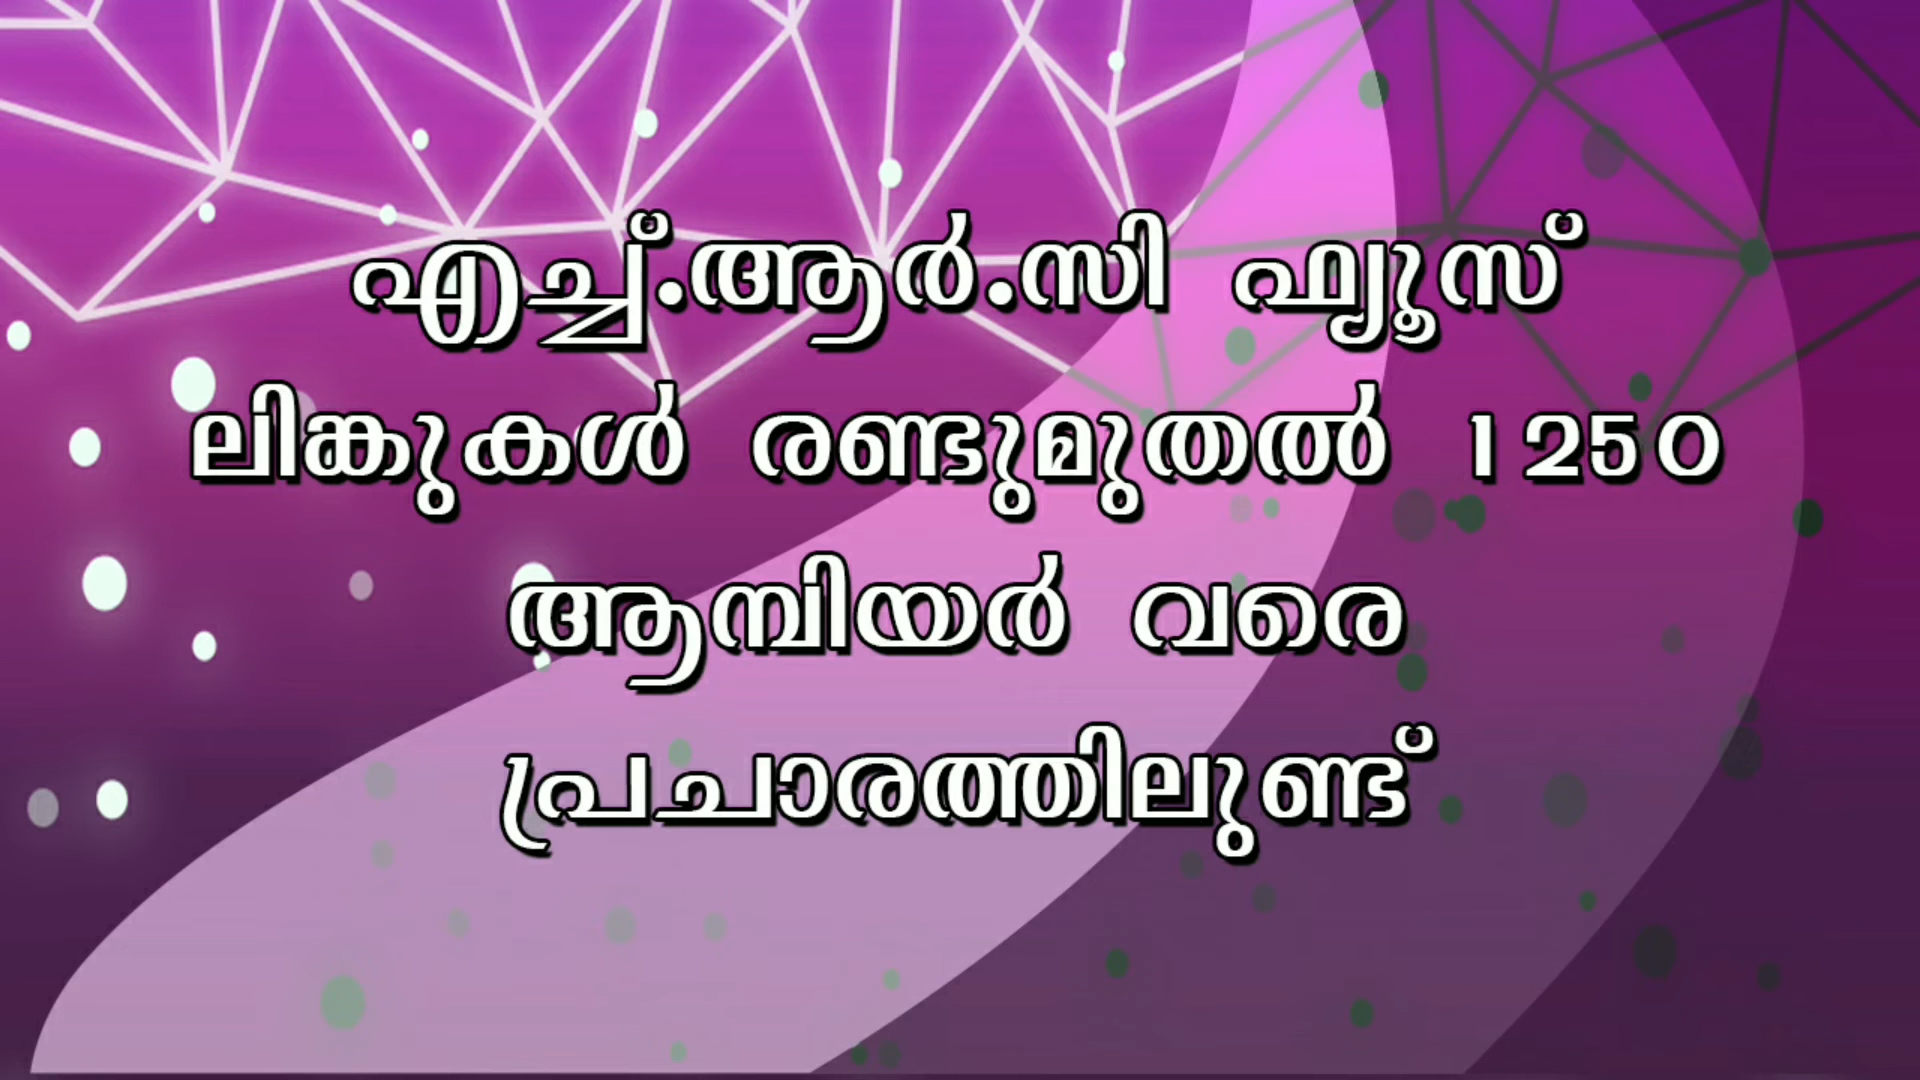 എച്ച്.ആർ.സി ഫ്യൂസ്
ലിങ്കുകൾ രണ്ടുമുതൽ 1250
ആമ്പിയർ വരെ
പ്രചാരത്തിലുണ്ട്